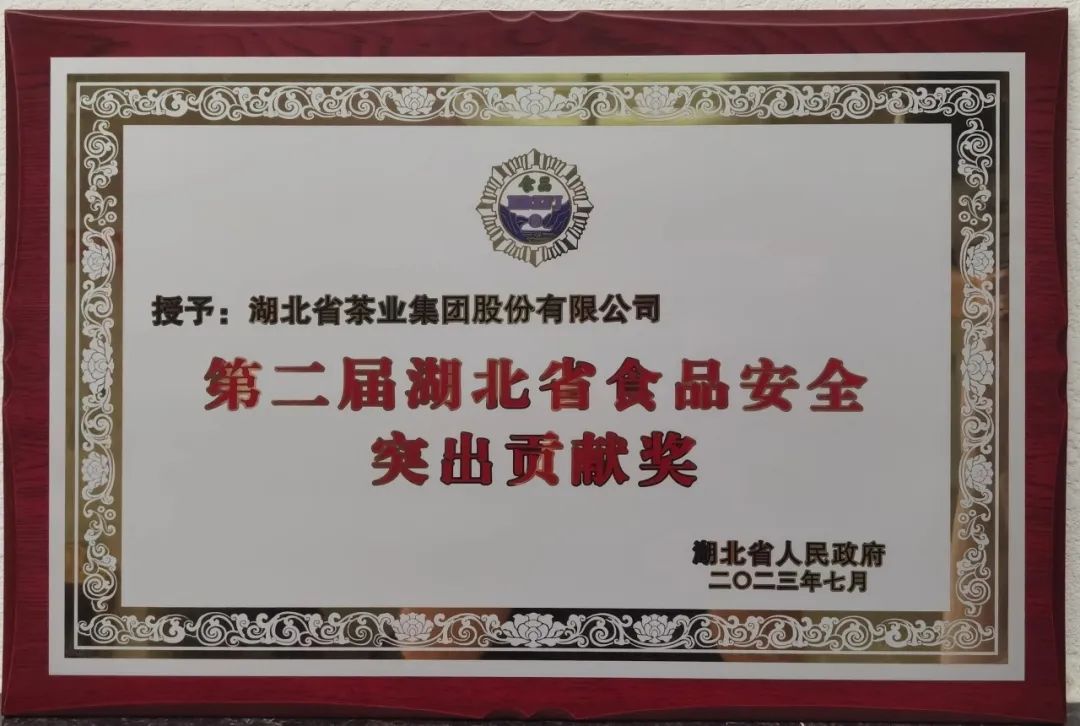 食品
授予：湖北省茶业集团股份有限公司
第二届湖北省食品安全
突出贡献奖
湖北省人民政府
二〇二三年七月